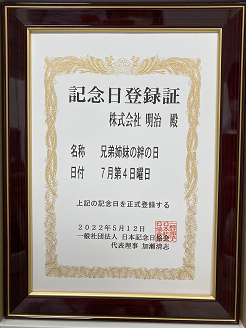 記念日登録証
株式会社 明治 殿
名称 兄弟姉妹の絆の日
日付 7月第4日曜日
上記の記念日を正式登録する
2022年5月12日
一般社団法人 日本記念日協会
代表理事 加瀬清志